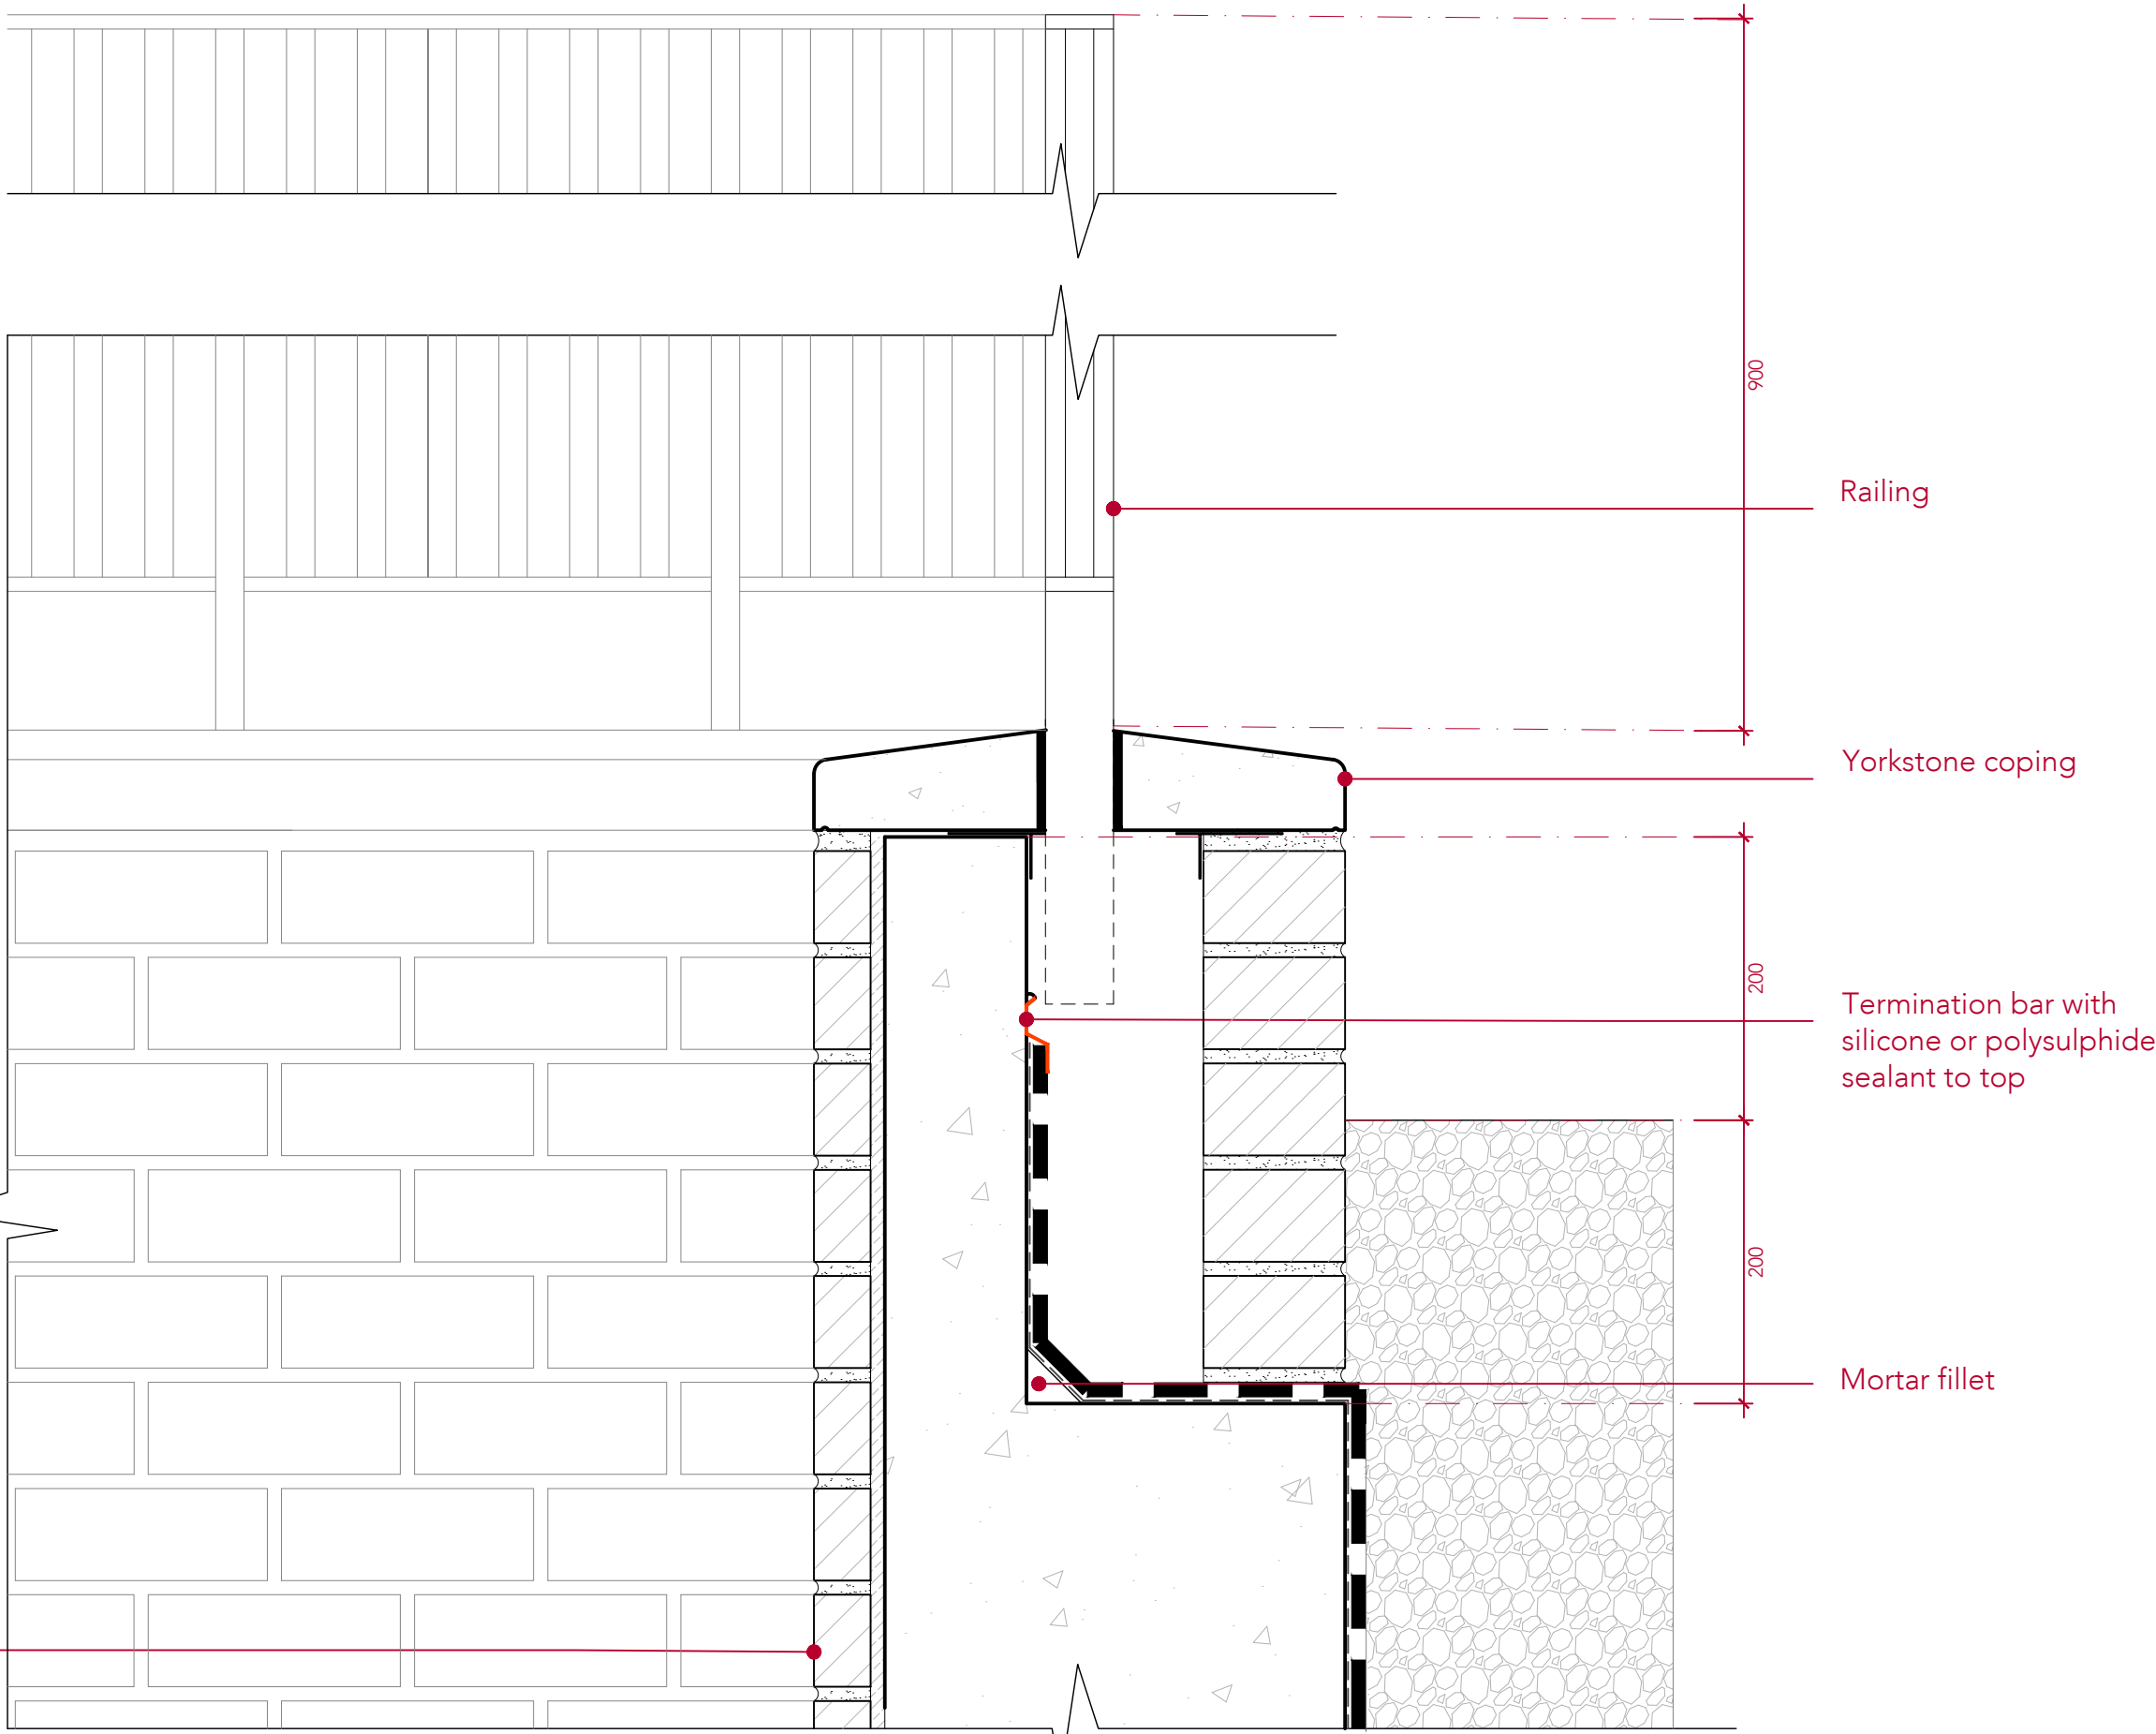 900
Railing
Yorkstone coping
200
Termination bar with
silicone or polysulphide
sealant to top
200
Mortar fillet